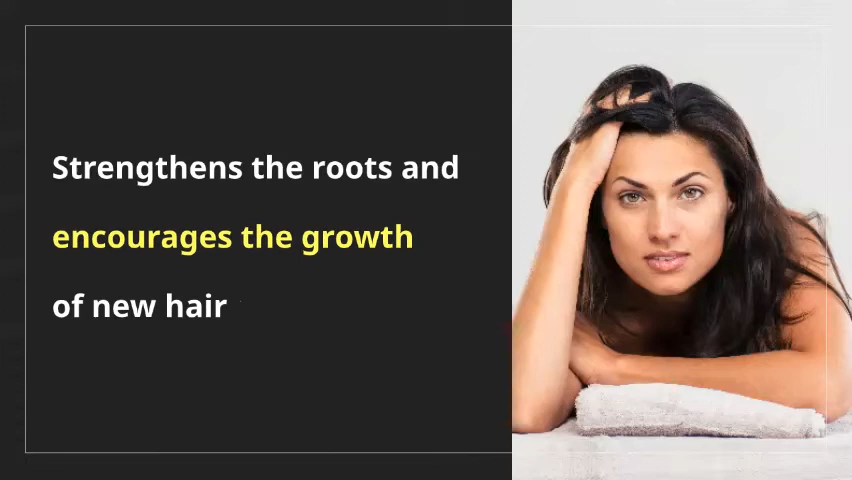 Strengthens the roots and
encourages the growth
of new hair